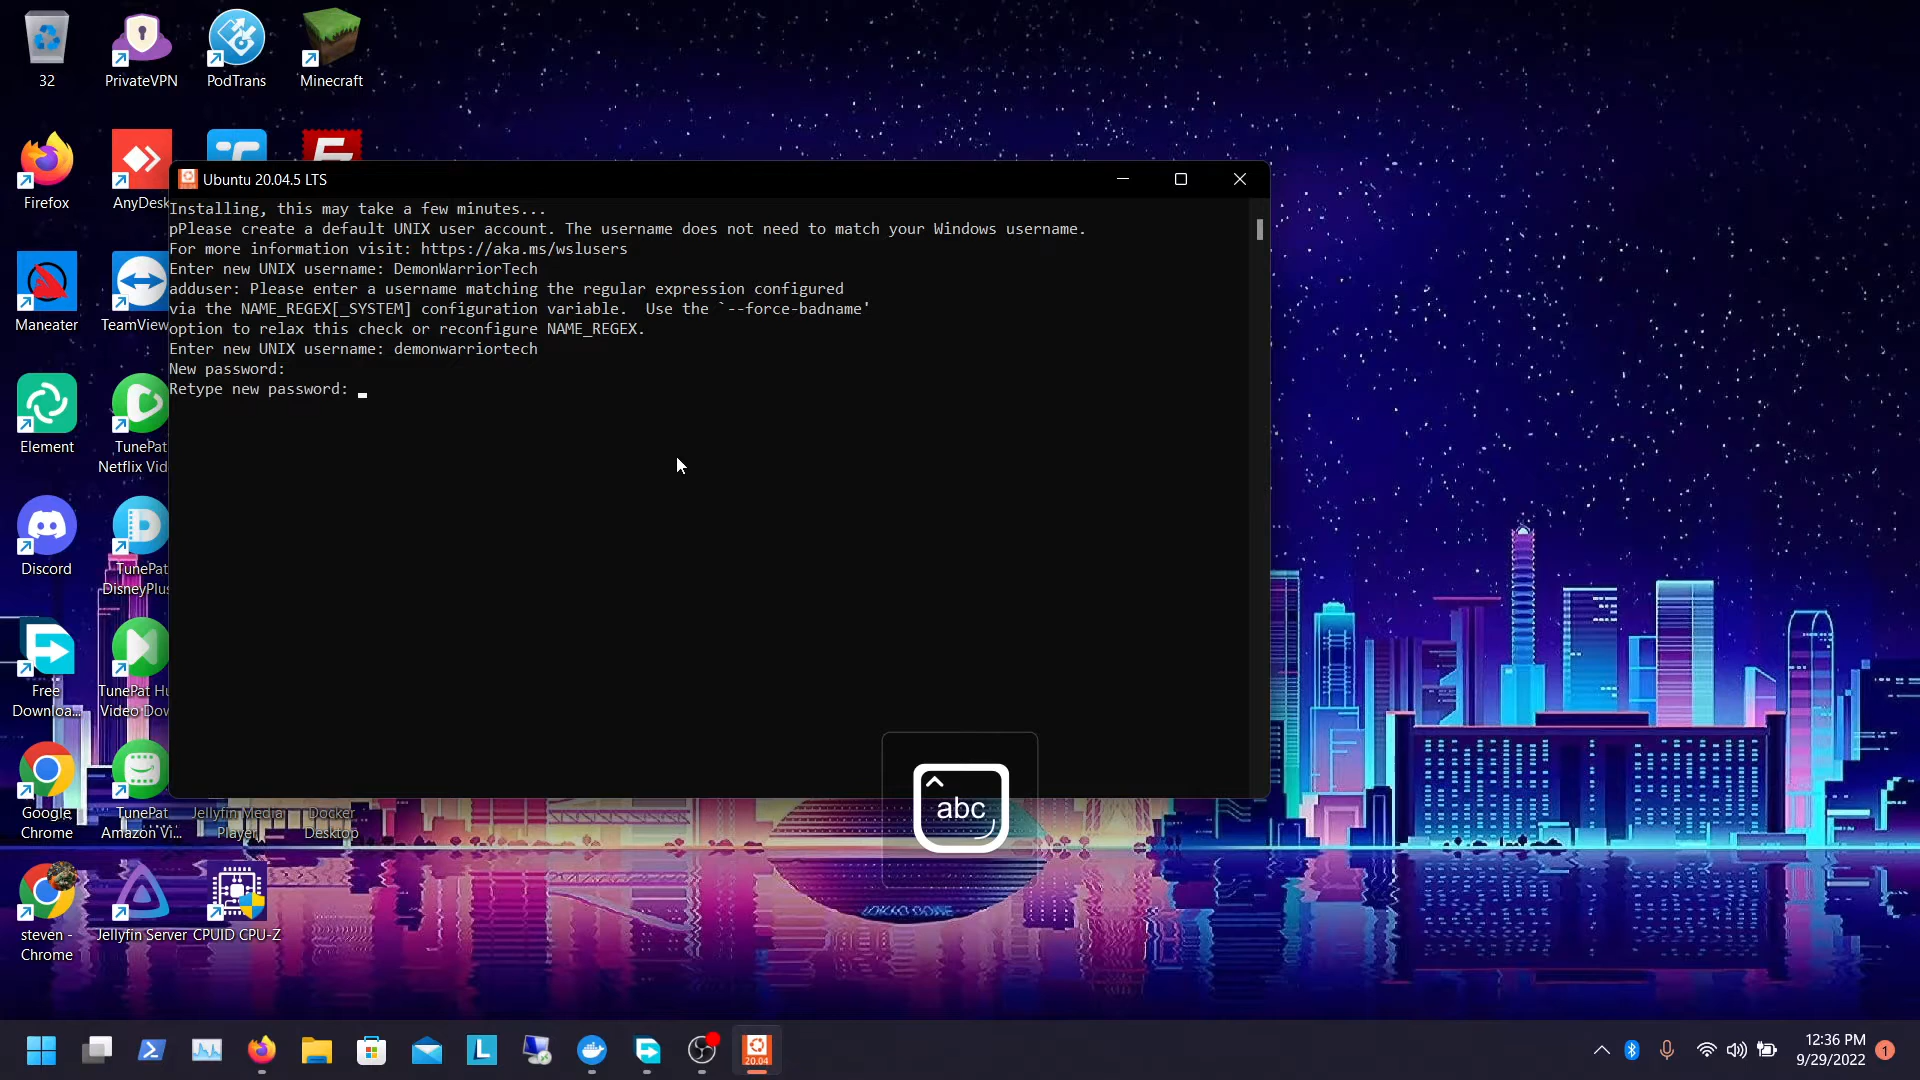 32
PrivateVPN
PodTrans
Minecraft
Firefox
AnyDesk
Maneater
TeamView
Element
TunePat
Netflix Vid
Discord
TunePat
DisneyPlus
Free
Downloa...
TunePat Hu
Video Dow
Google
Chrome
TunePat
Amazon Vi...
Jellyfin Media
Player
Docker
Desktop
steven -
Chrome
Jellyfin Server
CPUID CPU-Z
Ubuntu 20.04.5 LTS
Installing, this may take a few minutes...
pPlease create a default UNIX user account. The username does not need to match your Windows username.
For more information visit: https://aka.ms/wslusers
Enter new UNIX username: DemonWarriorTech
adduser: Please enter a username matching the regular expression configured
via the NAME_REGEX[_SYSTEM] configuration variable.  Use the `--force-badname'
option to relax this check or reconfigure NAME_REGEX.
Enter new UNIX username: demonwarriortech
New password:
Retype new password:
abc
L
20.04
12:36 PM
9/29/2022
1